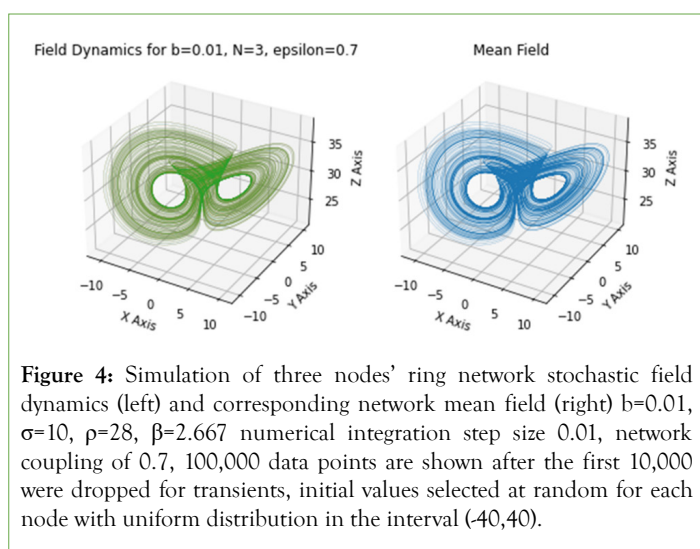 Field Dynamics for b=0.01, N=3, epsilon=0.7
Mean Field
35
30
25
Z Axis
10
5
0
−5
−10
Y Axis
−10
−5
0
5
10
X Axis
35
30
25
Z Axis
10
5
0
−5
−10
Y Axis
−10
−5
0
5
10
X Axis
Figure 4: Simulation of three nodes’ ring network stochastic field
dynamics (left) and corresponding network mean field (right) b=0.01,
σ=10, ρ=28, β=2.667 numerical integration step size 0.01, network
coupling of 0.7, 100,000 data points are shown after the first 10,000
were dropped for transients, initial values selected at random for each
node with uniform distribution in the interval (-40,40).